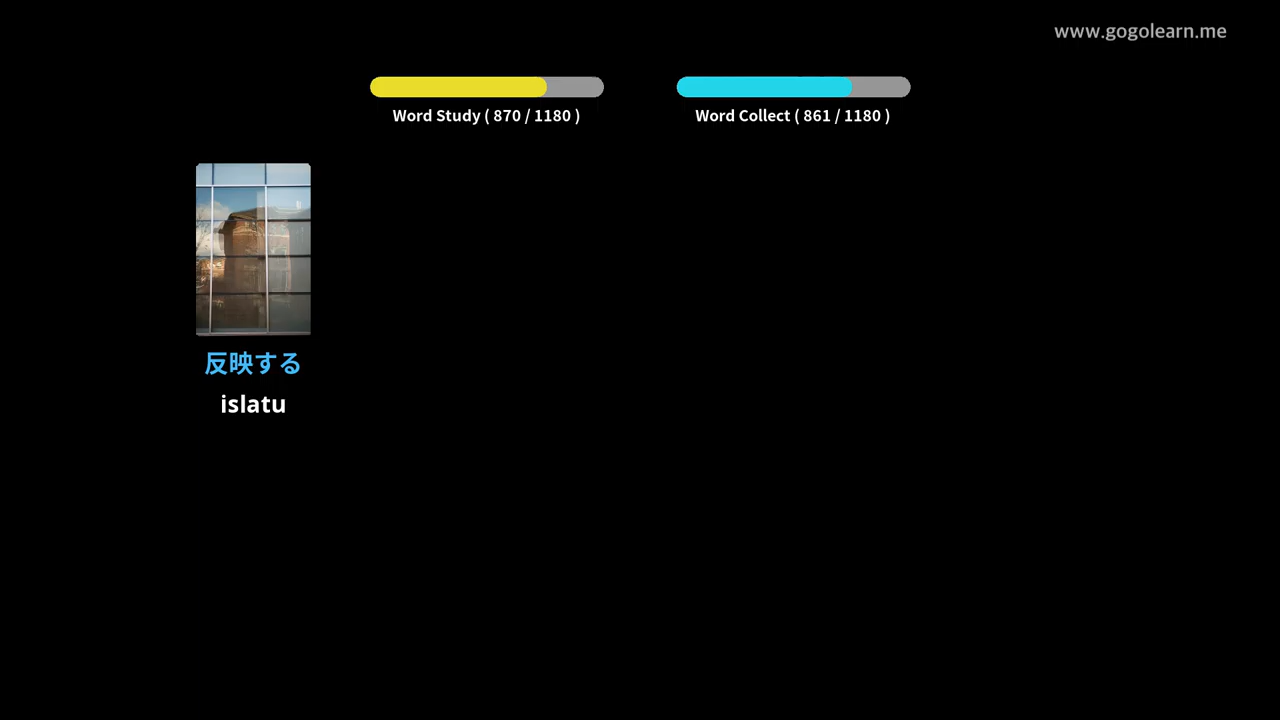 www.gogolearn.me
Word Study ( 870 / 1180 )
Word Collect ( 861 / 1180 )
反映する
islatu